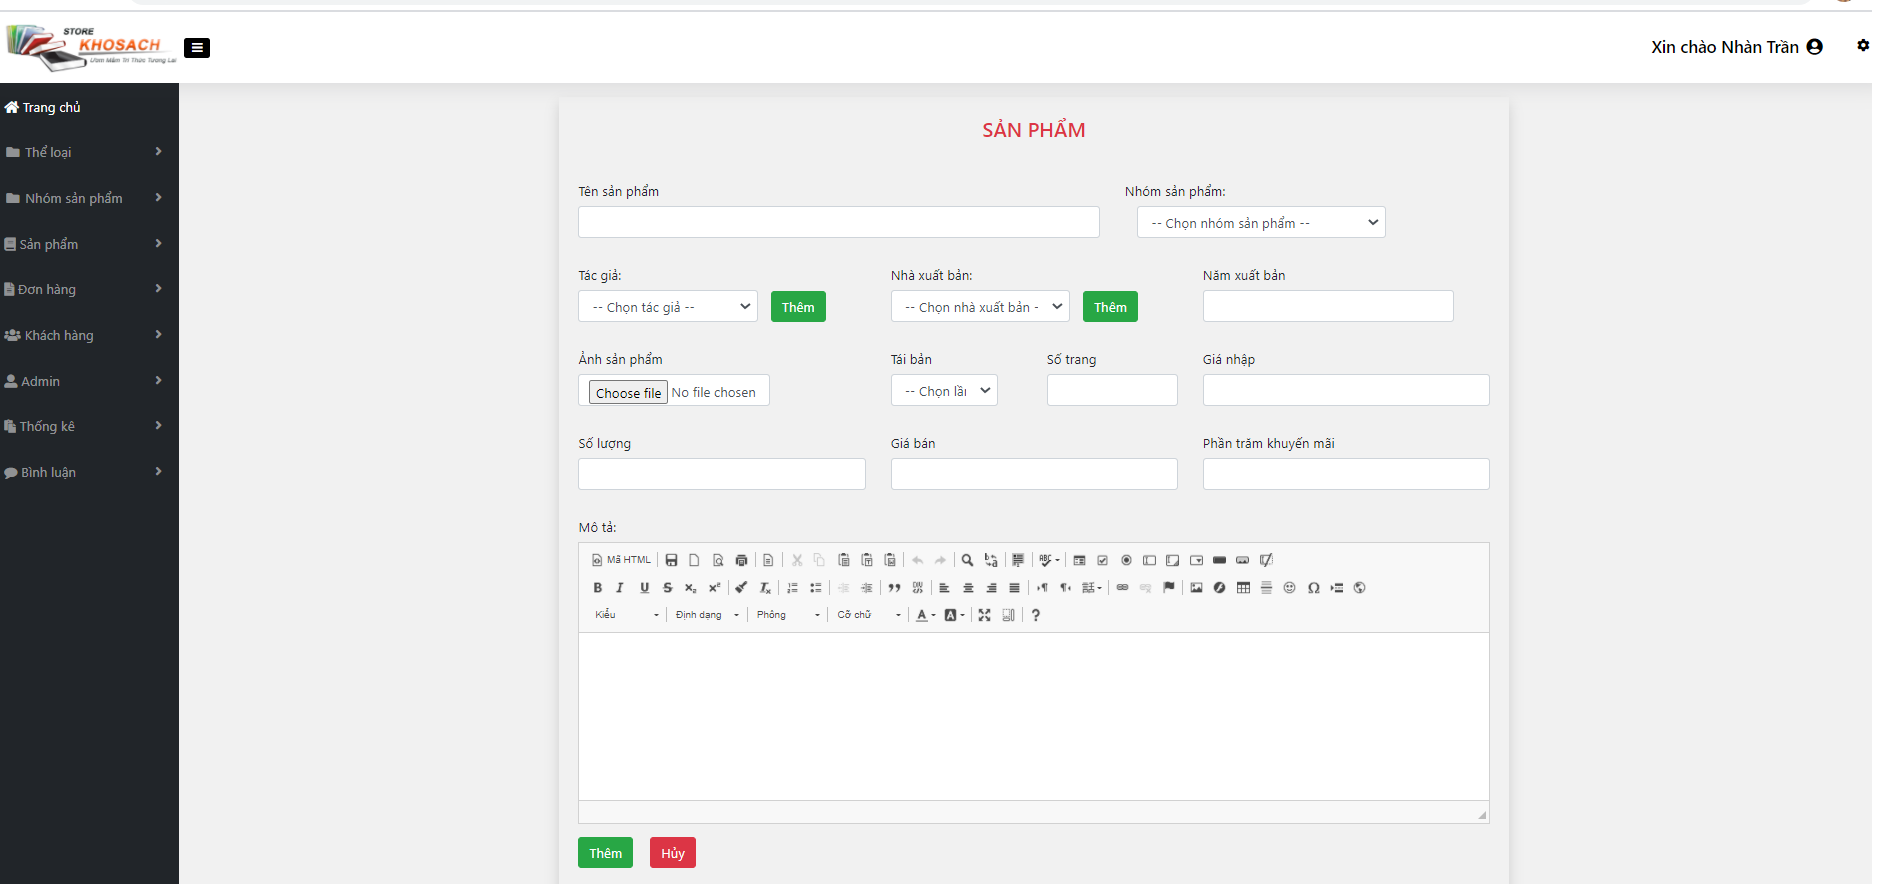 STORE
KHOSACH
Ươm Mầm Tri Thức Tương Lai
Xin chào Nhàn Trần
Trang chủ
Thể loại
Nhóm sản phẩm
Sản phẩm
Đơn hàng
Khách hàng
Admin
Thống kê
Bình luận
SẢN PHẨM
Tên sản phẩm Nhóm sản phẩm:
-- Chọn nhóm sản phẩm --
Tác giả: Nhà xuất bản: Năm xuất bản
-- Chọn tác giả -- Thêm -- Chọn nhà xuất bản - Thêm
Ảnh sản phẩm Tái bản Số trang Giá nhập
Choose file No file chosen -- Chọn lần
Số lượng Giá bán Phần trăm khuyến mãi
Mô tả:
Mã HTML
Kiểu Định dạng Phông Cỡ chữ
Thêm Hủy